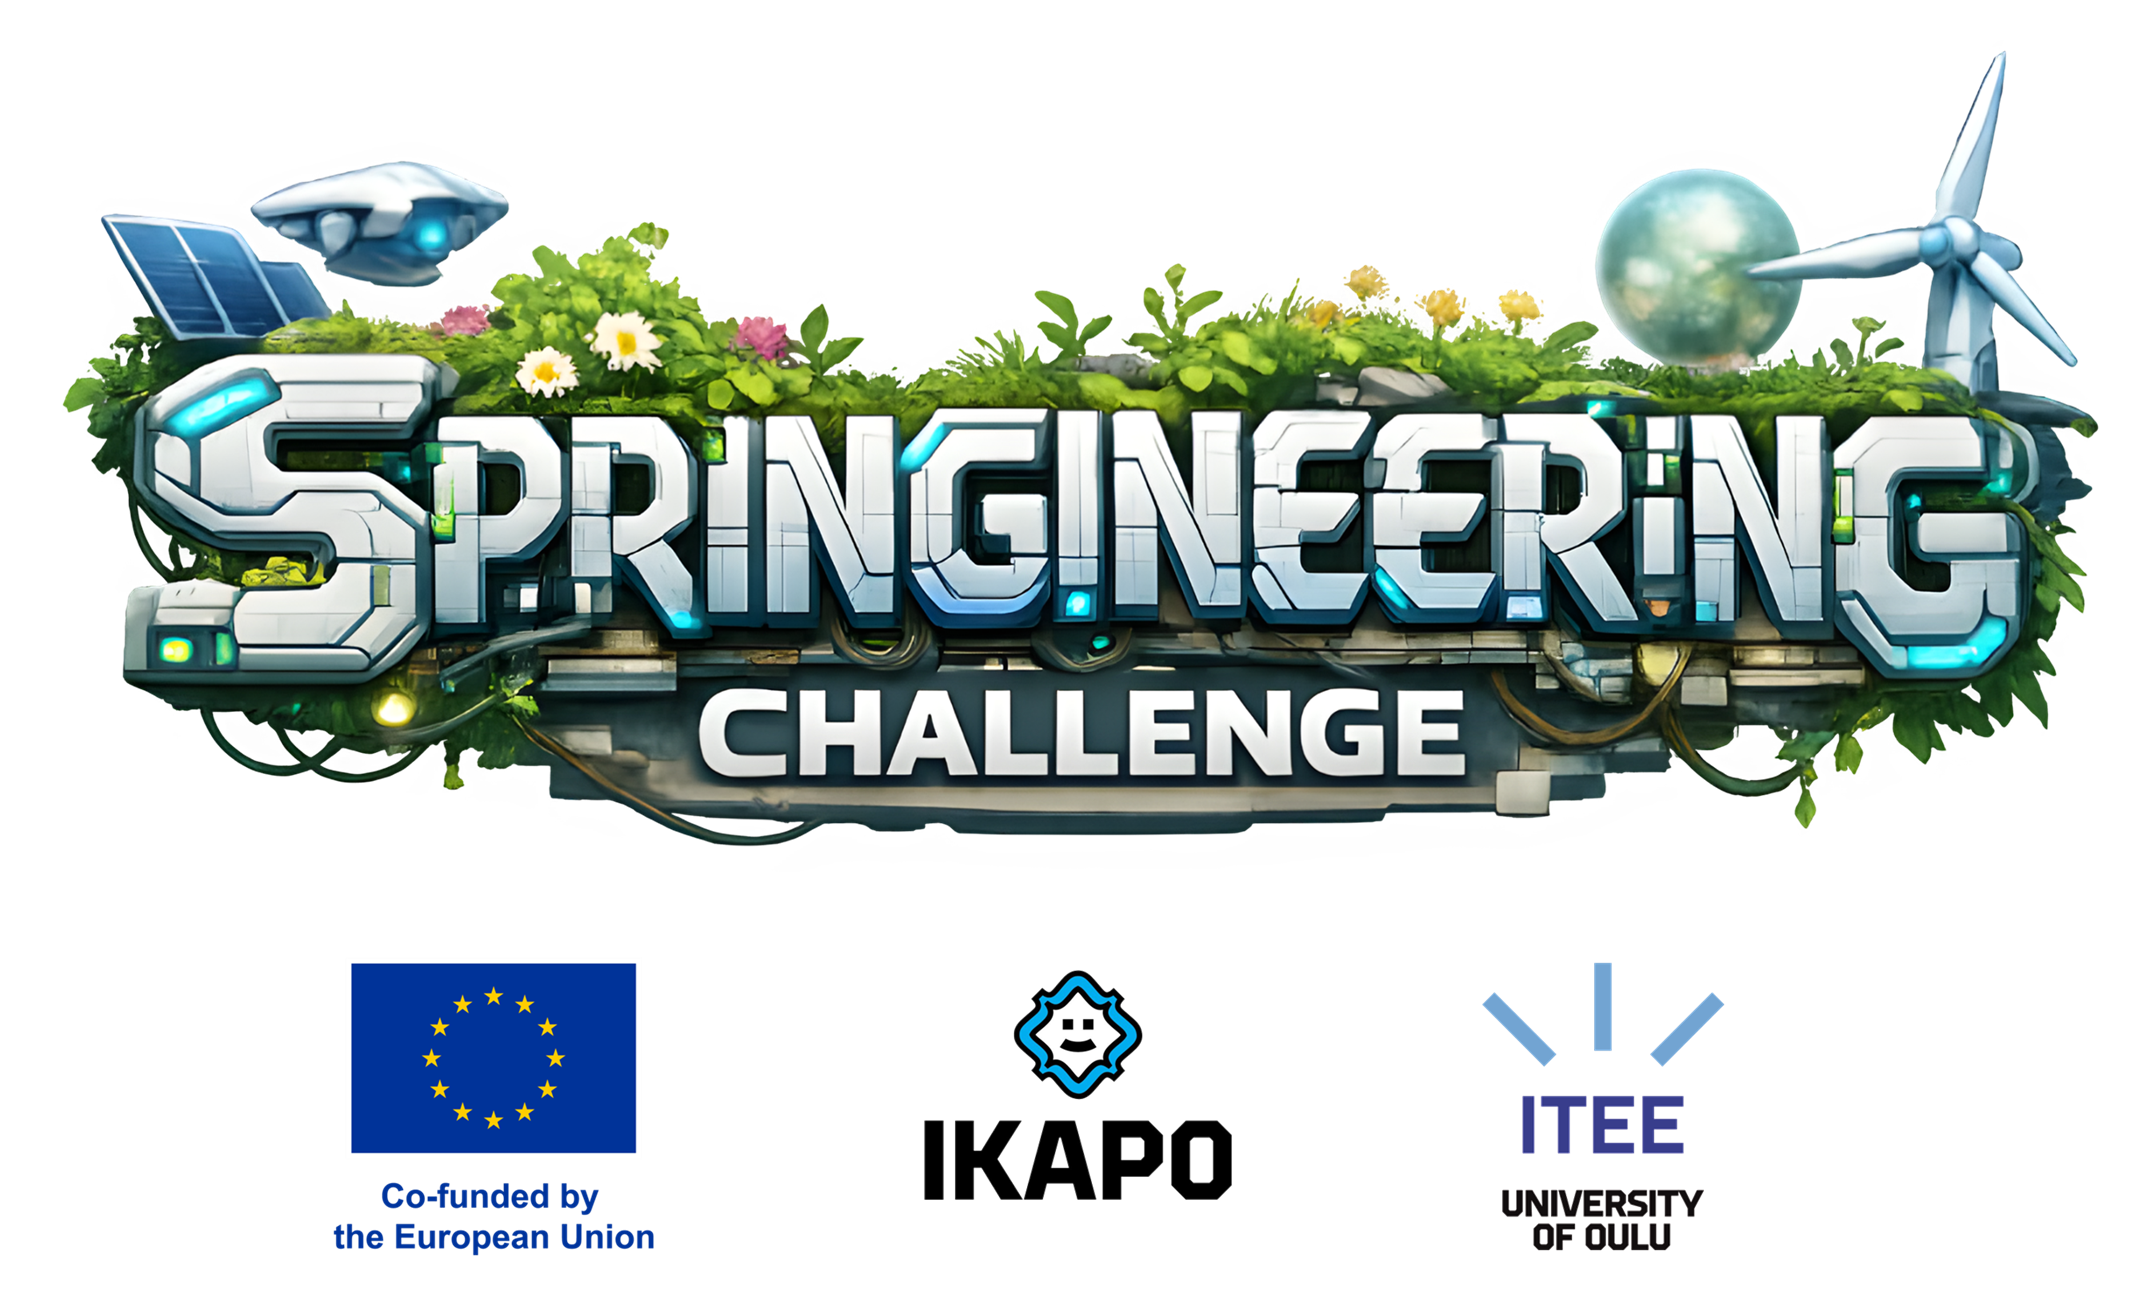 SPRINGINEERING
CHALLENGE
Co-funded by
the European Union
IKAPO
ITEE
UNIVERSITY
OF OULU